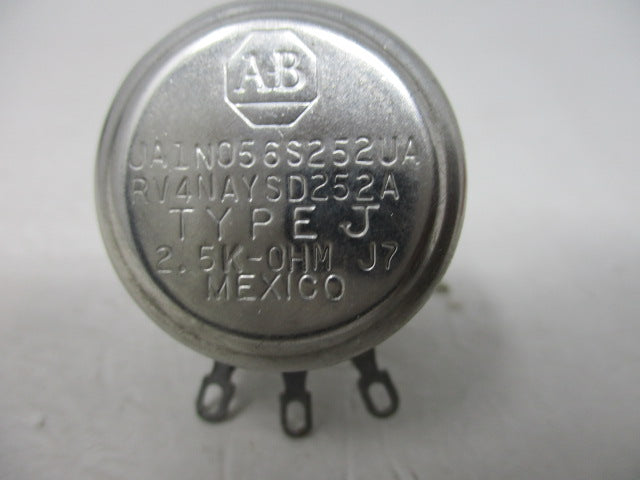 AB
JA1N056S252UA
RV4NAYSD252A
TYPE J
2.5K-OHM J7
MEXICO